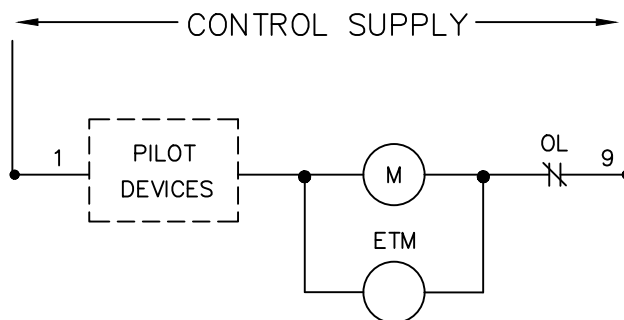 CONTROL SUPPLY
1
PILOT
DEVICES
M
OL
9
ETM